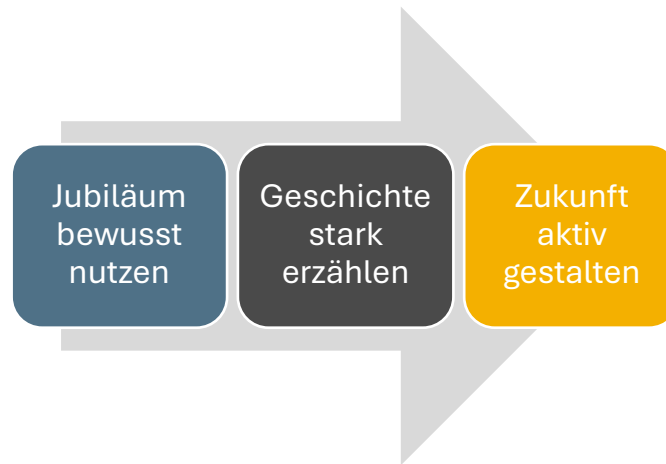 Jubiläum
bewusst
nutzen
Geschichte
stark
erzählen
Zukunft
aktiv
gestalten